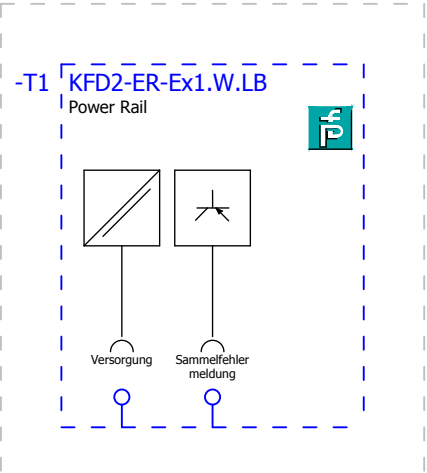 -T1 KFD2-ER-Ex1.W.LB
Power Rail
Versorgung
Sammelfehler
meldung